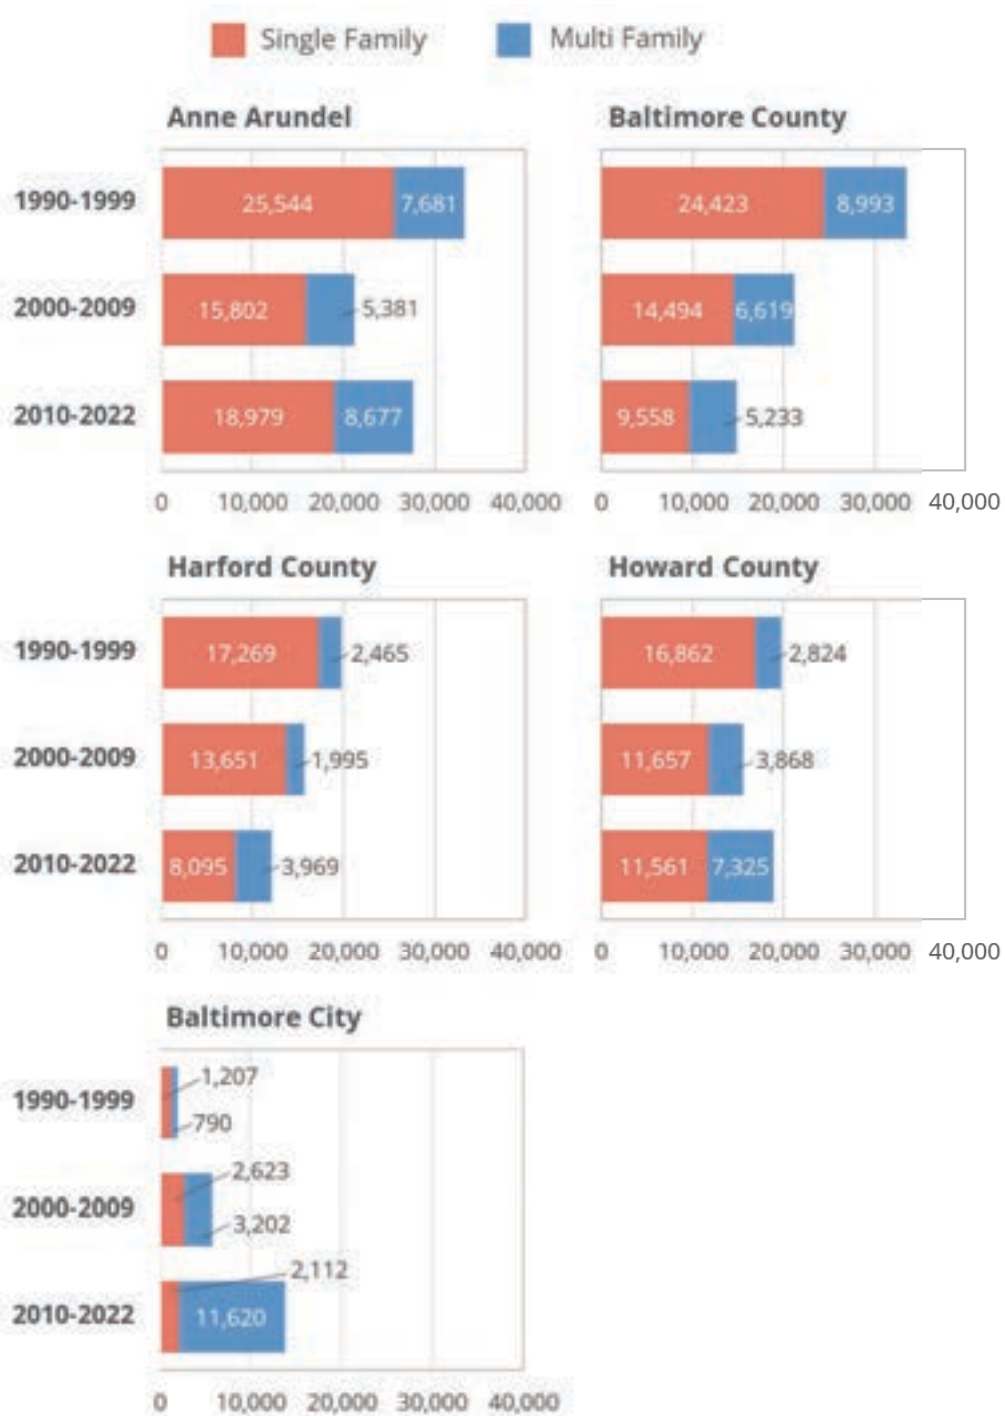 Single Family Multi Family
Anne Arundel
1990-1999 25,544 7,681
2000-2009 15,802 5,381
2010-2022 18,979 8,677
0 10,000 20,000 30,000 40,000
Baltimore County
24,423 8,993
14,494 6,619
9,558 5,233
0 10,000 20,000 30,000 40,000
Harford County
1990-1999 17,269 2,465
2000-2009 13,651 1,995
2010-2022 8,095 3,969
0 10,000 20,000 30,000 40,000
Howard County
16,862 2,824
11,657 3,868
11,561 7,325
0 10,000 20,000 30,000 40,000
Baltimore City
1,207
1990-1999
790
2,623
2000-2009
3,202
2,112
2010-2022 11,620
0 10,000 20,000 30,000 40,000